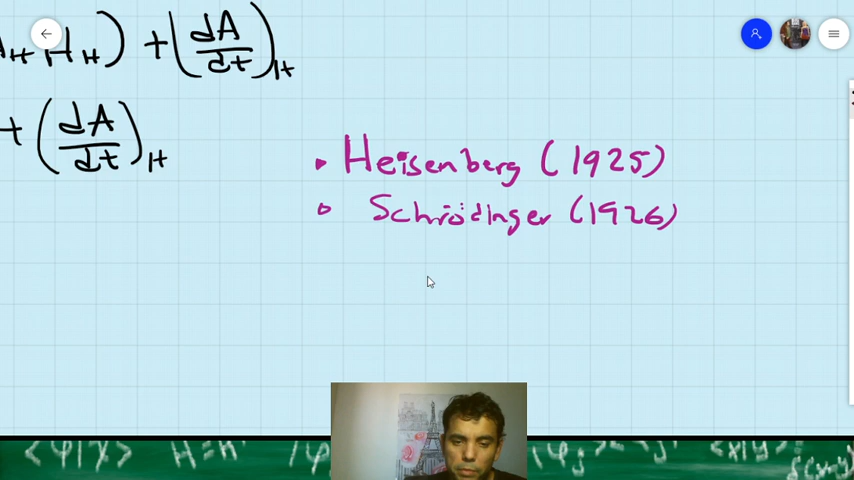 H_H) + (dA/dt)_H
+ (dA/dt)_H
• Heisenberg (1925)
• Schrödinger (1926)
<φ|x> H=H